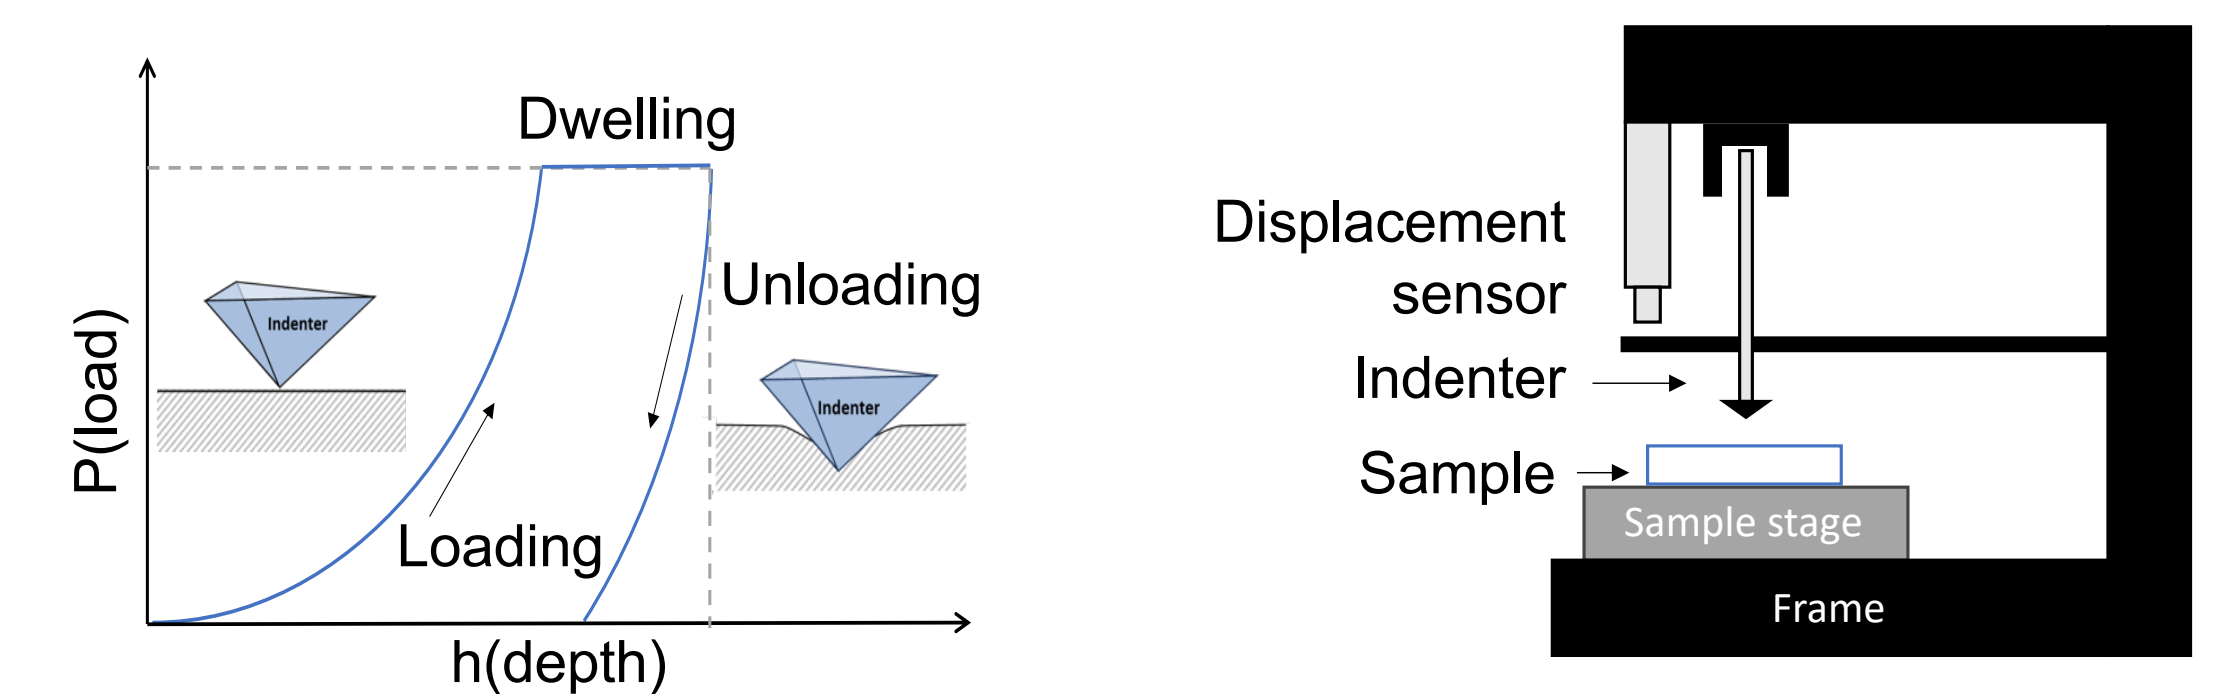 Dwelling
Unloading
Indenter
Indenter
P(load)
Loading
h(depth)
Displacement
sensor
Indenter
Sample
Sample stage
Frame